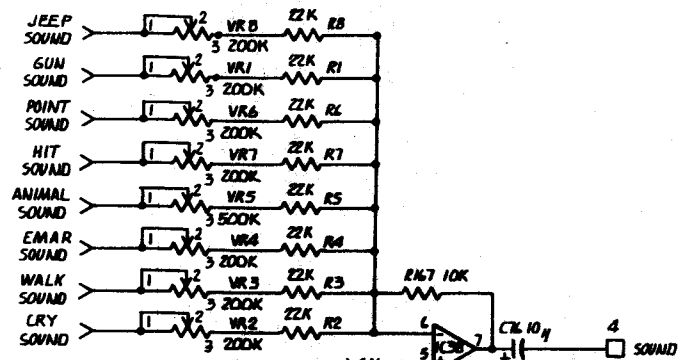 JEEP SOUND 1 2 3 VR8 200K 22K R8
GUN SOUND 1 2 3 VR1 200K 22K R1
POINT SOUND 1 2 3 VR6 200K 22K R6
HIT SOUND 1 2 3 VR7 200K 22K R7
ANIMAL SOUND 1 2 3 VR5 500K 22K R5
EMAR SOUND 1 2 3 VR4 200K 22K R4
WALK SOUND 1 2 3 VR3 200K 22K R3
R167 10K
CRY SOUND 1 2 3 VR2 200K 22K R2
6 5 7 IC38
4 SOUND